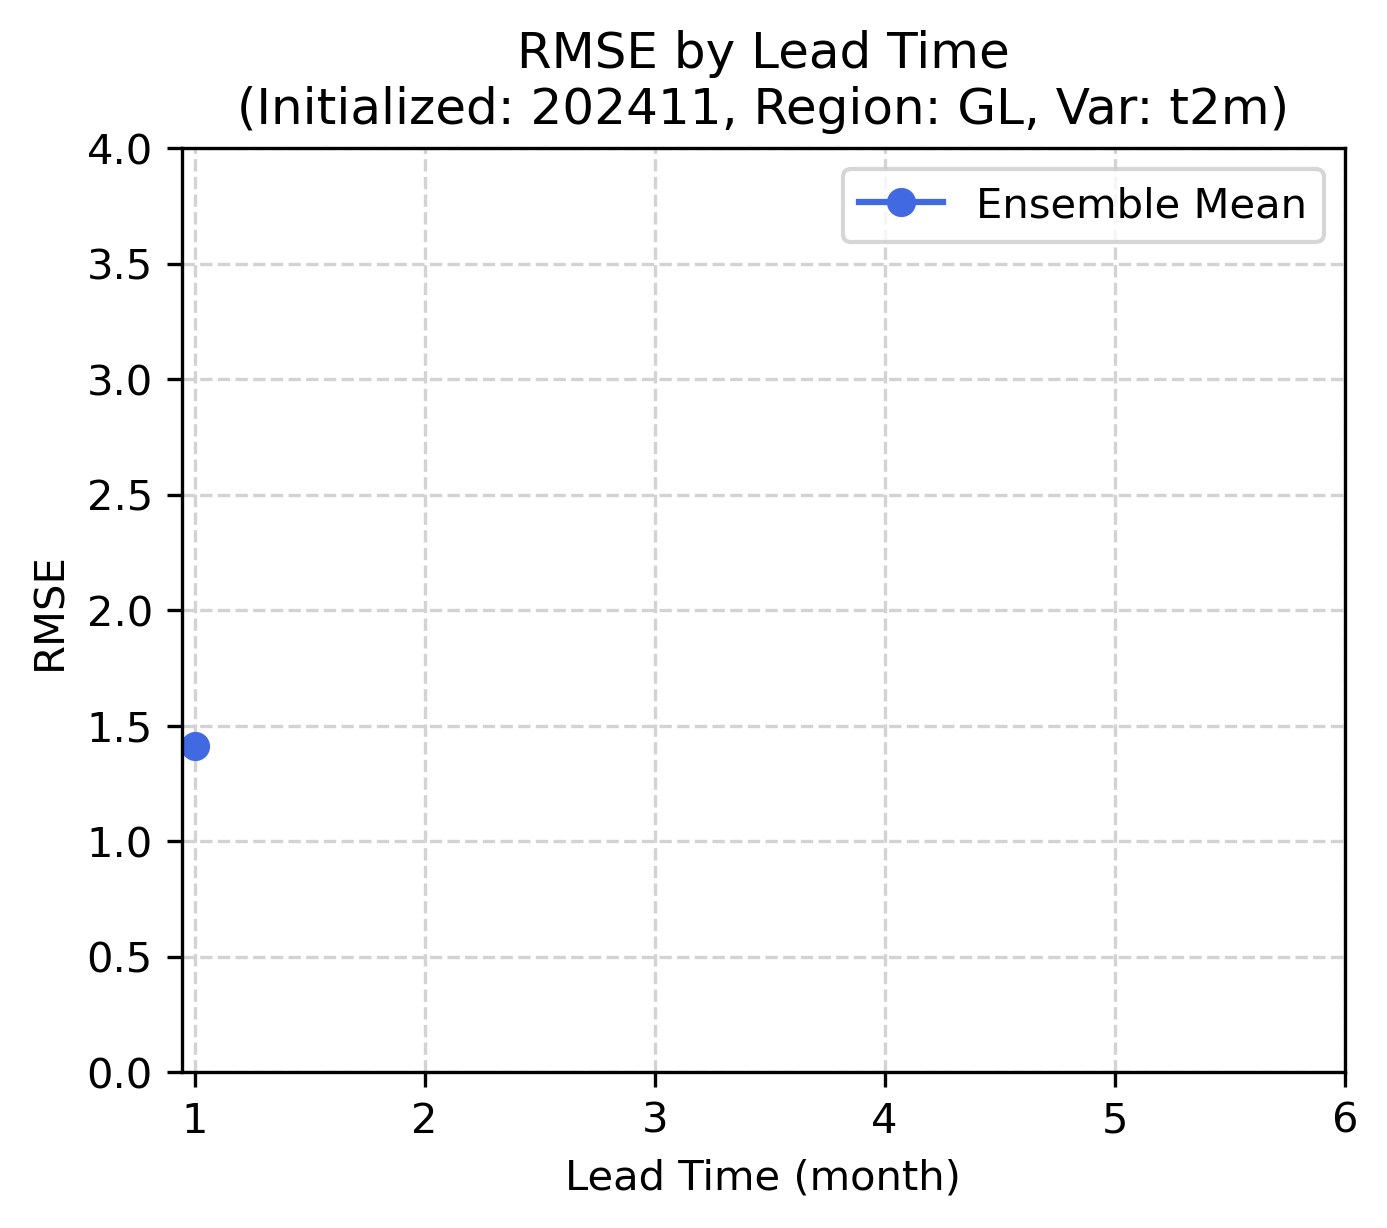 RMSE by Lead Time
(Initialized: 202411, Region: GL, Var: t2m)
Ensemble Mean
4.0
3.5
3.0
2.5
2.0
1.5
1.0
0.5
0.0
RMSE
1 2 3 4 5 6
Lead Time (month)